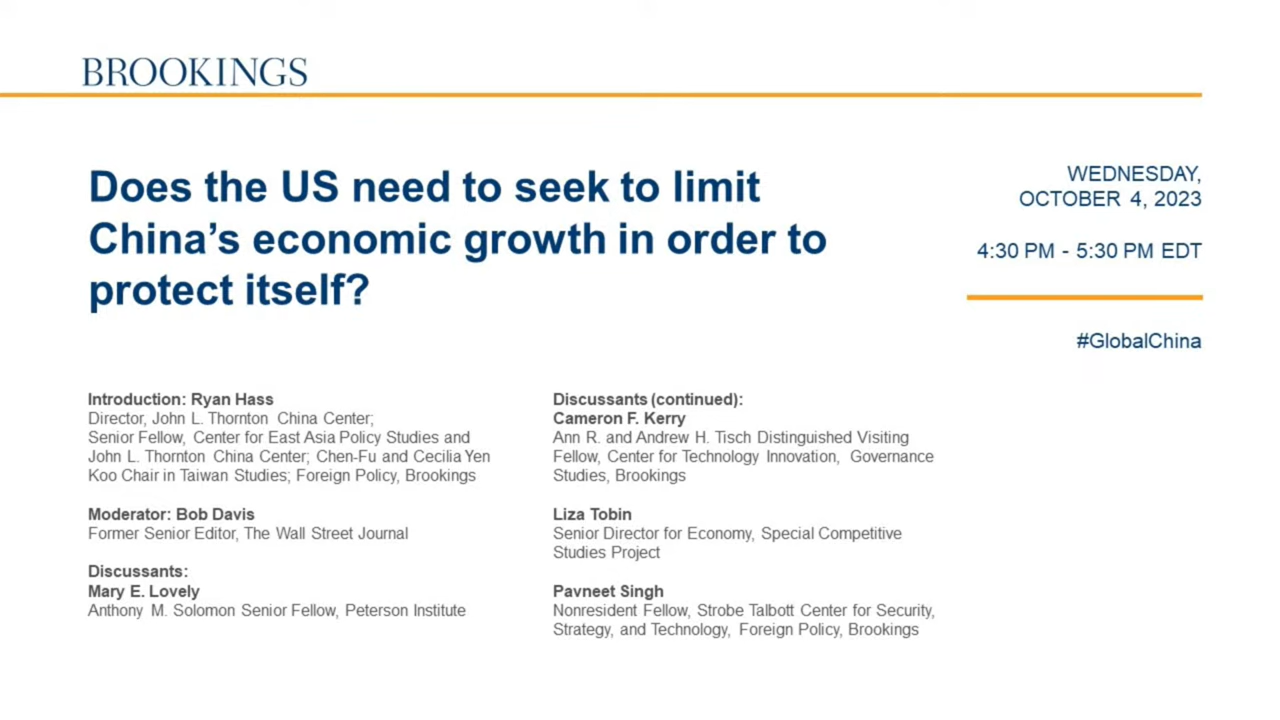 BROOKINGS
Does the US need to seek to limit
China's economic growth in order to
protect itself?
WEDNESDAY,
OCTOBER 4, 2023
4:30 PM - 5:30 PM EDT
#GlobalChina
Introduction: Ryan Hass
Director, John L. Thornton China Center;
Senior Fellow, Center for East Asia Policy Studies and
John L. Thornton China Center; Chen-Fu and Cecilia Yen
Koo Chair in Taiwan Studies; Foreign Policy, Brookings
Moderator: Bob Davis
Former Senior Editor, The Wall Street Journal
Discussants:
Mary E. Lovely
Anthony M. Solomon Senior Fellow, Peterson Institute
Discussants (continued):
Cameron F. Kerry
Ann R. and Andrew H. Tisch Distinguished Visiting
Fellow, Center for Technology Innovation, Governance
Studies, Brookings
Liza Tobin
Senior Director for Economy, Special Competitive
Studies Project
Pavneet Singh
Nonresident Fellow, Strobe Talbott Center for Security,
Strategy, and Technology, Foreign Policy, Brookings